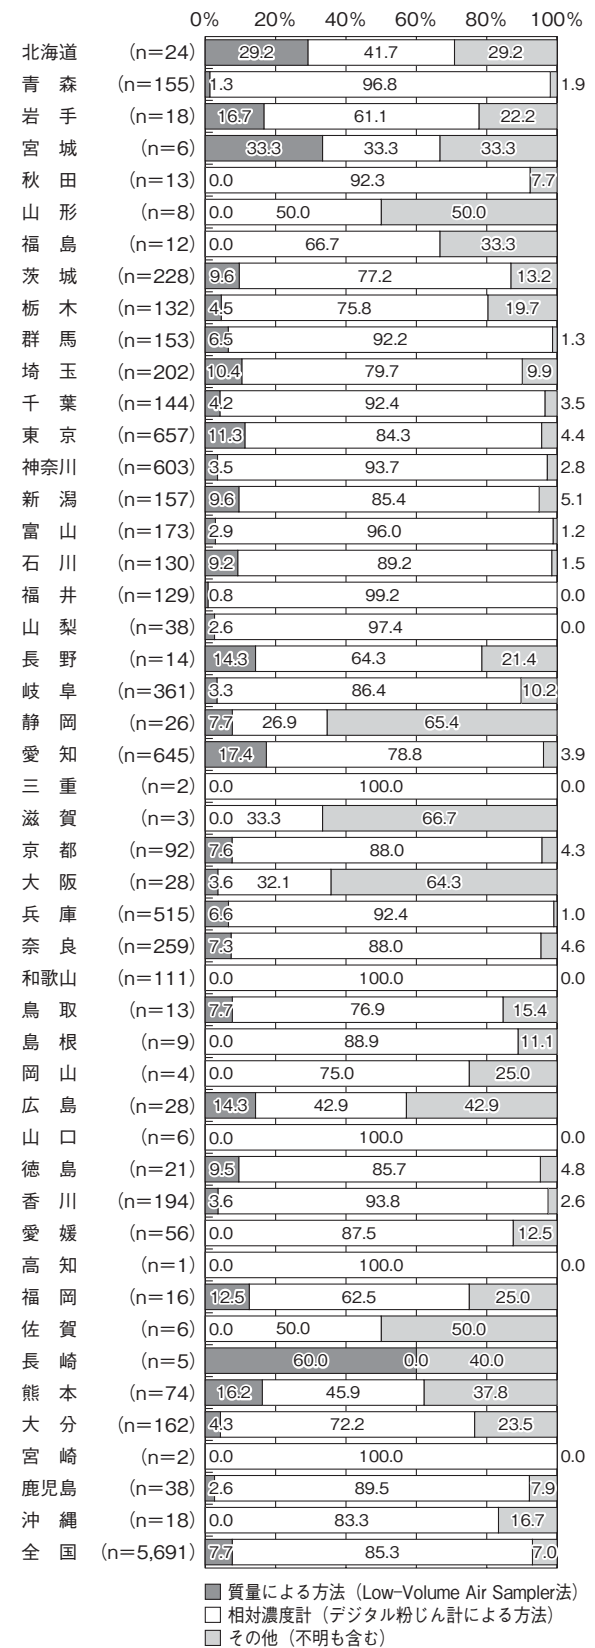 0% 20% 40% 60% 80% 100%
北海道 (n=24) 29.2 41.7 29.2
青森 (n=155) 1.3 96.8 1.9
岩手 (n=18) 16.7 61.1 22.2
宮城 (n=6) 33.3 33.3 33.3
秋田 (n=13) 0.0 92.3 7.7
山形 (n=8) 0.0 50.0 50.0
福島 (n=12) 0.0 66.7 33.3
茨城 (n=228) 9.6 77.2 13.2
栃木 (n=132) 4.5 75.8 19.7
群馬 (n=153) 6.5 92.2 1.3
埼玉 (n=202) 10.4 79.7 9.9
千葉 (n=144) 4.2 92.4 3.5
東京 (n=657) 11.3 84.3 4.4
神奈川 (n=603) 3.5 93.7 2.8
新潟 (n=157) 9.6 85.4 5.1
富山 (n=173) 2.9 96.0 1.2
石川 (n=130) 9.2 89.2 1.5
福井 (n=129) 0.8 99.2 0.0
山梨 (n=38) 2.6 97.4 0.0
長野 (n=14) 14.3 64.3 21.4
岐阜 (n=361) 3.3 86.4 10.2
静岡 (n=26) 7.7 26.9 65.4
愛知 (n=645) 17.4 78.8 3.9
三重 (n=2) 0.0 100.0 0.0
滋賀 (n=3) 0.0 33.3 66.7
京都 (n=92) 7.6 88.0 4.3
大阪 (n=28) 3.6 32.1 64.3
兵庫 (n=515) 6.6 92.4 1.0
奈良 (n=259) 7.3 88.0 4.6
和歌山 (n=111) 0.0 100.0 0.0
鳥取 (n=13) 7.7 76.9 15.4
島根 (n=9) 0.0 88.9 11.1
岡山 (n=4) 0.0 75.0 25.0
広島 (n=28) 14.3 42.9 42.9
山口 (n=6) 0.0 100.0 0.0
徳島 (n=21) 9.5 85.7 4.8
香川 (n=194) 3.6 93.8 2.6
愛媛 (n=56) 0.0 87.5 12.5
高知 (n=1) 0.0 100.0 0.0
福岡 (n=16) 12.5 62.5 25.0
佐賀 (n=6) 0.0 50.0 50.0
長崎 (n=5) 60.0 0.0 40.0
熊本 (n=74) 16.2 45.9 37.8
大分 (n=162) 4.3 72.2 23.5
宮崎 (n=2) 0.0 100.0 0.0
鹿児島 (n=38) 2.6 89.5 7.9
沖縄 (n=18) 0.0 83.3 16.7
全国 (n=5,691) 7.7 85.3 7.0
質量による方法（Low-Volume Air Sampler法）
相対濃度計（デジタル粉じん計による方法）
その他（不明も含む）